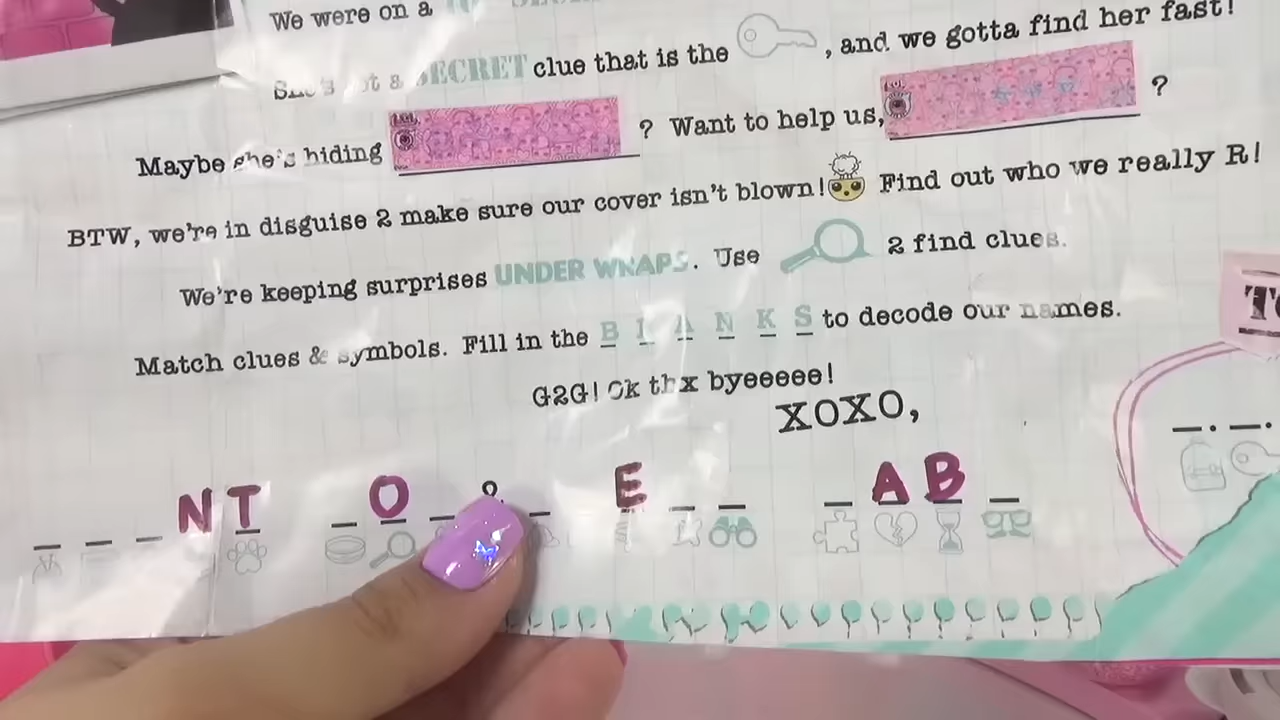 We were on a
a SECRET clue that is the , and we gotta find her fast!
Maybe she's hiding ? Want to help us, ?
BTW, we're in disguise 2 make sure our cover isn't blown! Find out who we really R!
We're keeping surprises UNDER WRAPS. Use 2 find clues.
Match clues & symbols. Fill in the B L A N K S to decode our names.
G2G! Ok thx byeeeee!
XOXO,
N T O & E A B